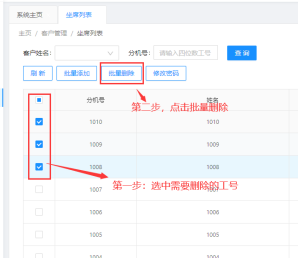 系统主页 坐席列表
主页 / 客户管理 / 坐席列表
客户姓名: 分机号: 请输入四位数工号 查 询
刷 新 批量添加 批量删除 修改密码
第二步，点击批量删除
分机号 姓名
1010 1010
1009 1009
1008 1008
第一步：选中需要删除的工号
1007 1007
1006 1006
1005 1005
1004 1004